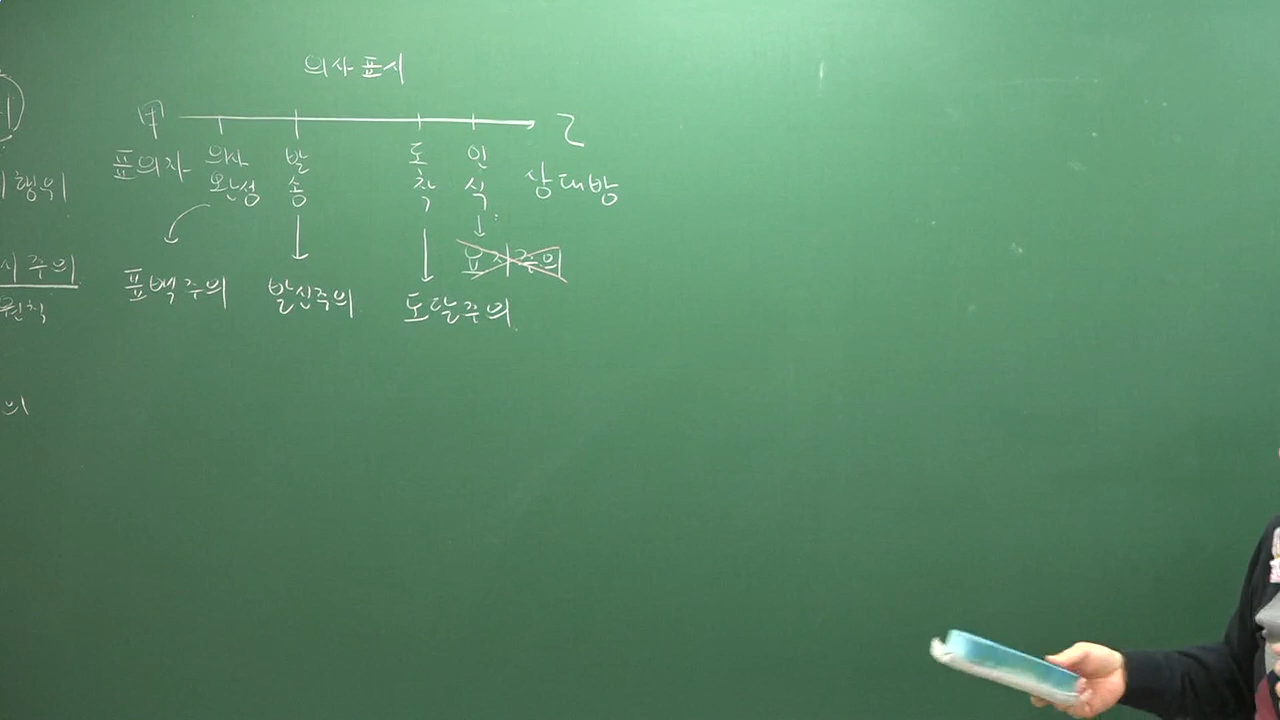 의사표시
甲 乙
표의자 의사완성 발송 도착 인식 상대방
표백주의 발신주의 도달주의 요지주의
행위
시주의
원칙
의